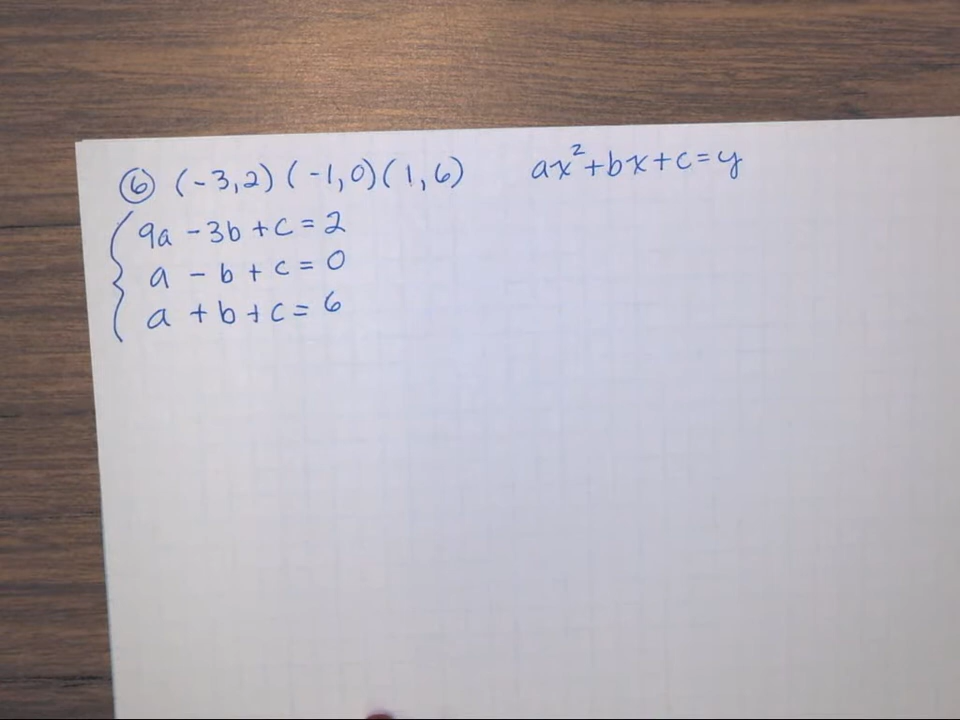 ⑥ (-3,2) (-1,0) (1,6) ax²+bx+c=y
9a -3b +c = 2
a - b + c = 0
a + b + c = 6